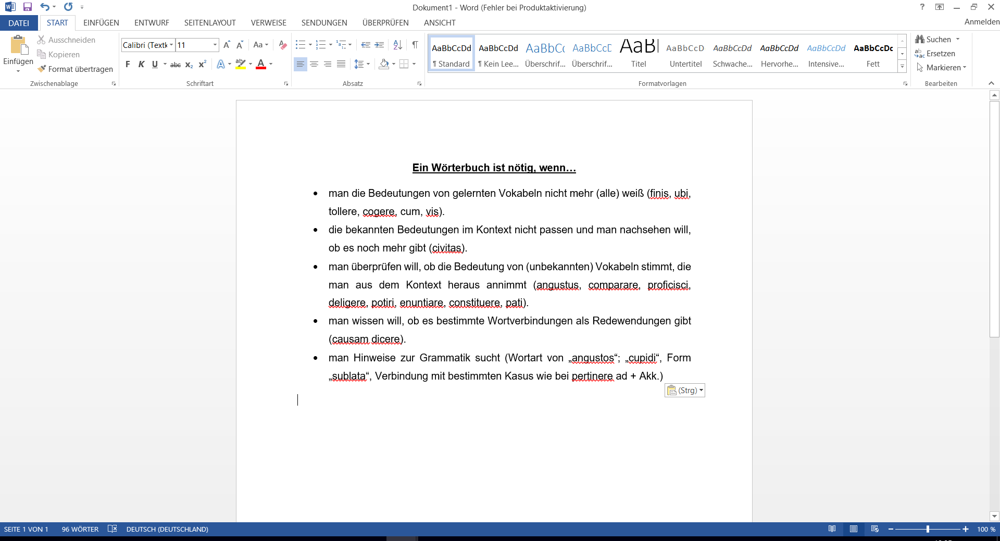 Dokument1 - Word (Fehler bei Produktaktivierung)
DATEI START EINFÜGEN ENTWURF SEITENLAYOUT VERWEISE SENDUNGEN ÜBERPRÜFEN ANSICHT Anmelden
Einfügen
Ausschneiden
Kopieren
Format übertragen
Zwischenablage
Calibri (Textk 11
Aa
F K U abc x₂ x² A A
Schriftart
Absatz
AaBbCcDd AaBbCcDd AaBbCc AaBbCcD AaBl AaBbCcD AaBbCcDd AaBbCcDd AaBbCcDd AaBbCcDc
¶ Standard ¶ Kein Lee... Überschrif... Überschrif... Titel Untertitel Schwache... Hervorhe... Intensive... Fett
Formatvorlagen
Suchen
Ersetzen
Markieren
Bearbeiten
Ein Wörterbuch ist nötig, wenn…
• man die Bedeutungen von gelernten Vokabeln nicht mehr (alle) weiß (finis, ubi,
tollere, cogere, cum, vis).
• die bekannten Bedeutungen im Kontext nicht passen und man nachsehen will,
ob es noch mehr gibt (civitas).
• man überprüfen will, ob die Bedeutung von (unbekannten) Vokabeln stimmt, die
man aus dem Kontext heraus annimmt (angustus, comparare, proficisci,
deligere, potiri, enuntiare, constituere, pati).
• man wissen will, ob es bestimmte Wortverbindungen als Redewendungen gibt
(causam dicere).
• man Hinweise zur Grammatik sucht (Wortart von „angustos“; „cupidi“, Form
„sublata“, Verbindung mit bestimmten Kasus wie bei pertinere ad + Akk.)
(Strg)
SEITE 1 VON 1 96 WÖRTER DEUTSCH (DEUTSCHLAND) 100 %